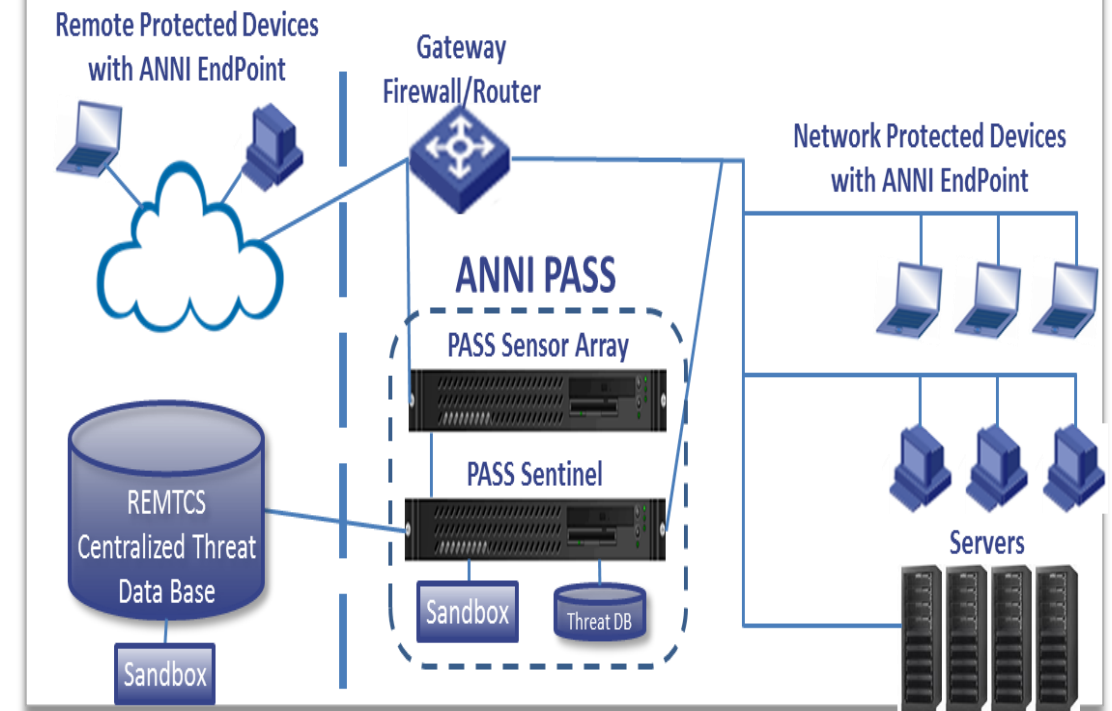 Remote Protected Devices
with ANNI EndPoint
Gateway
Firewall/Router
Network Protected Devices
with ANNI EndPoint
ANNI PASS
PASS Sensor Array
PASS Sentinel
Sandbox
Threat DB
REMTCS
Centralized Threat
Data Base
Sandbox
Servers